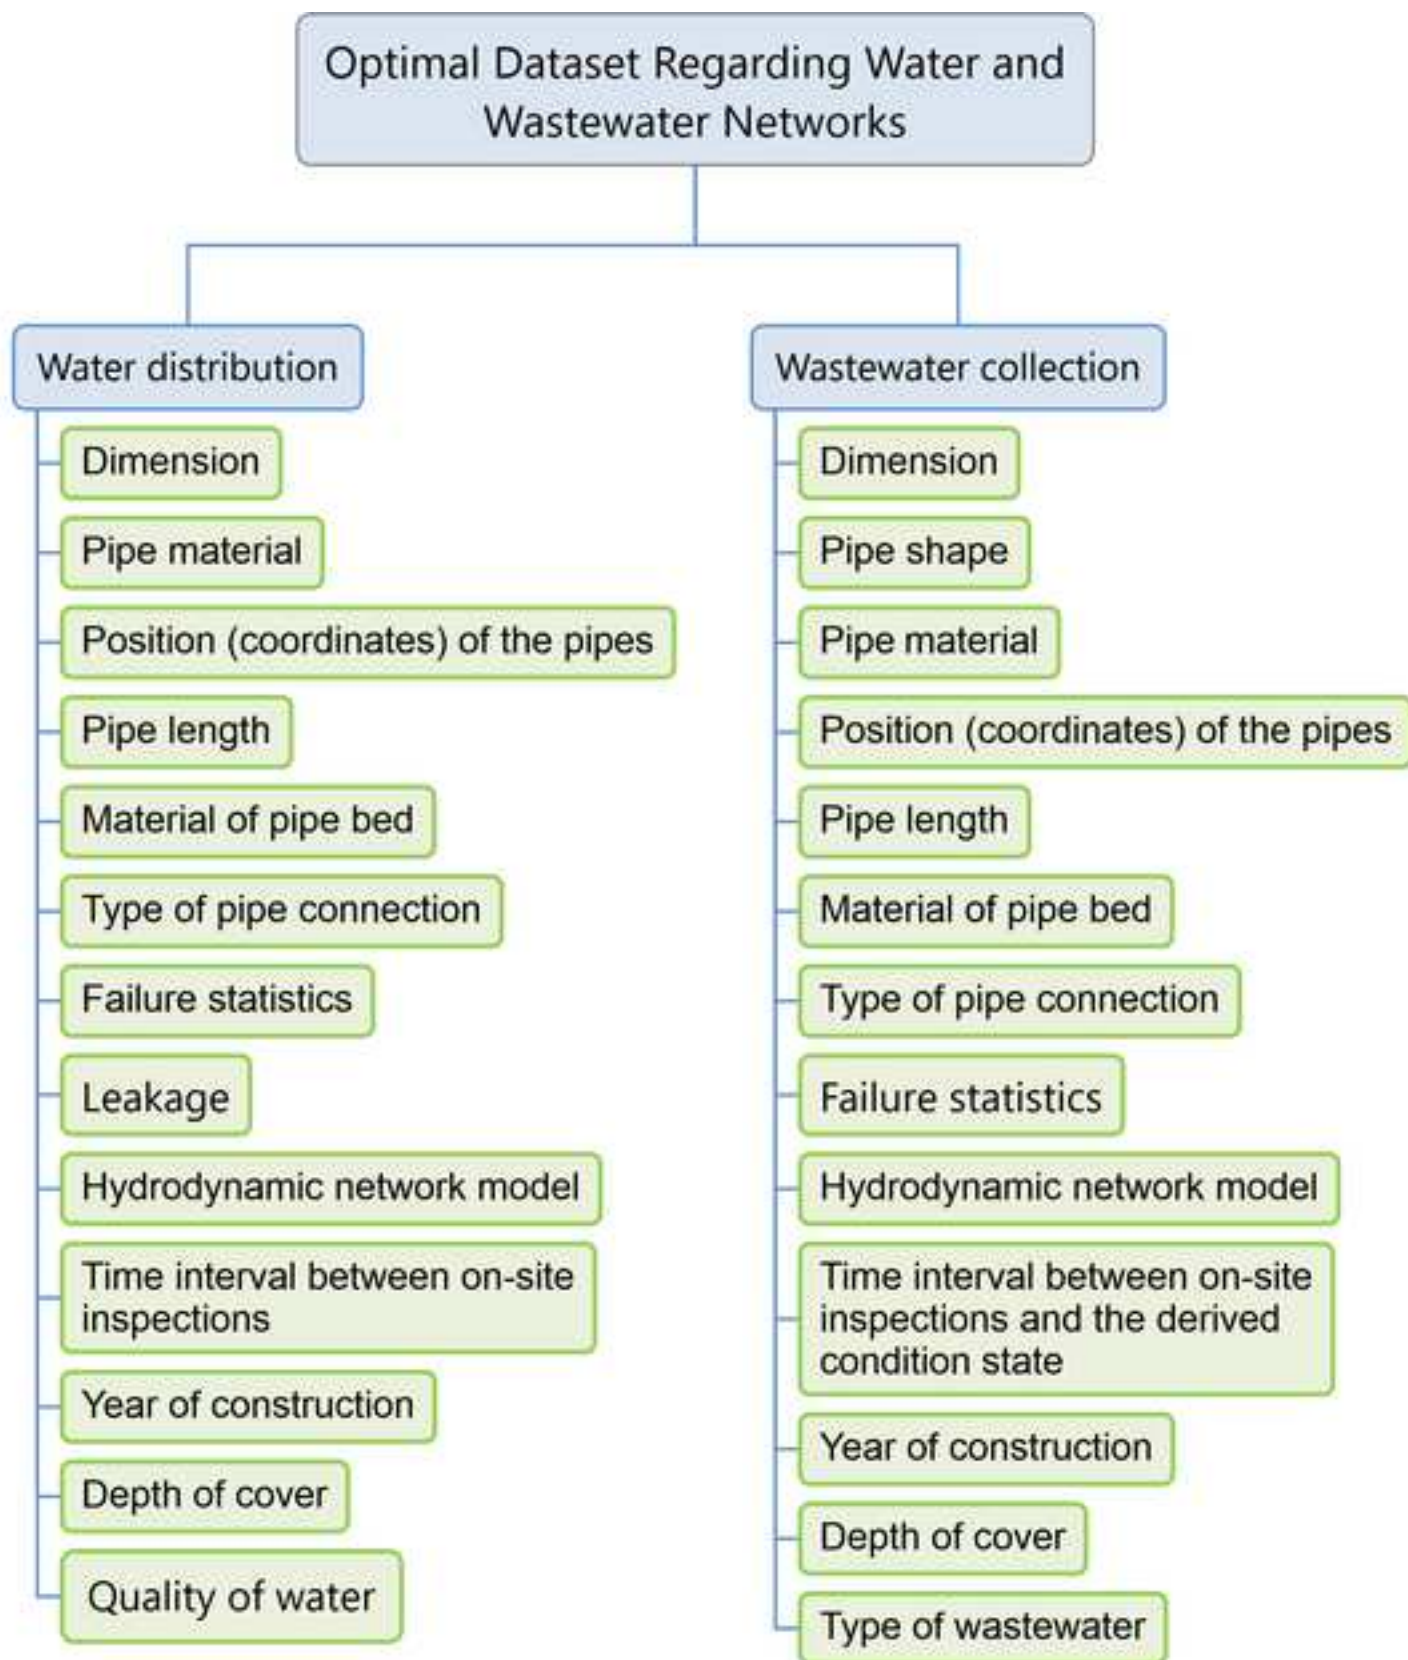 Optimal Dataset Regarding Water and
Wastewater Networks
Water distribution
Dimension
Pipe material
Position (coordinates) of the pipes
Pipe length
Material of pipe bed
Type of pipe connection
Failure statistics
Leakage
Hydrodynamic network model
Time interval between on-site
inspections
Year of construction
Depth of cover
Quality of water
Wastewater collection
Dimension
Pipe shape
Pipe material
Position (coordinates) of the pipes
Pipe length
Material of pipe bed
Type of pipe connection
Failure statistics
Hydrodynamic network model
Time interval between on-site
inspections and the derived
condition state
Year of construction
Depth of cover
Type of wastewater